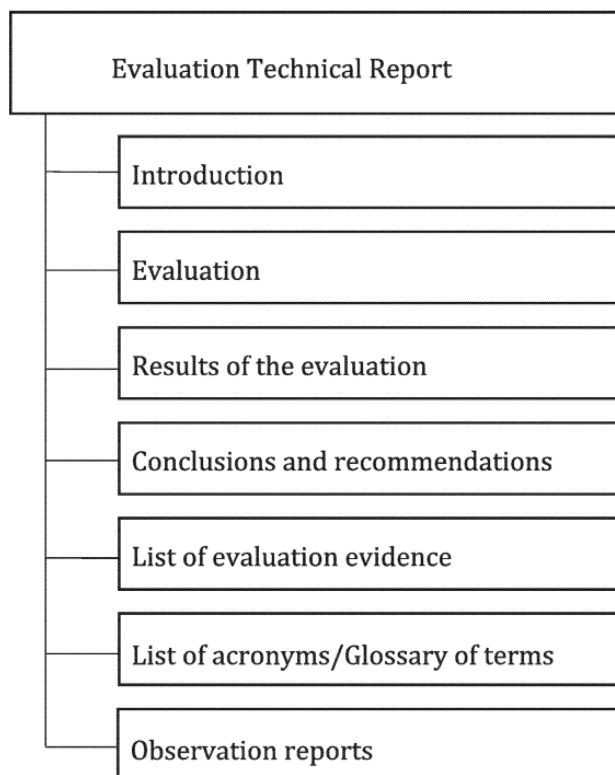 Evaluation Technical Report
Introduction
Evaluation
Results of the evaluation
Conclusions and recommendations
List of evaluation evidence
List of acronyms/Glossary of terms
Observation reports